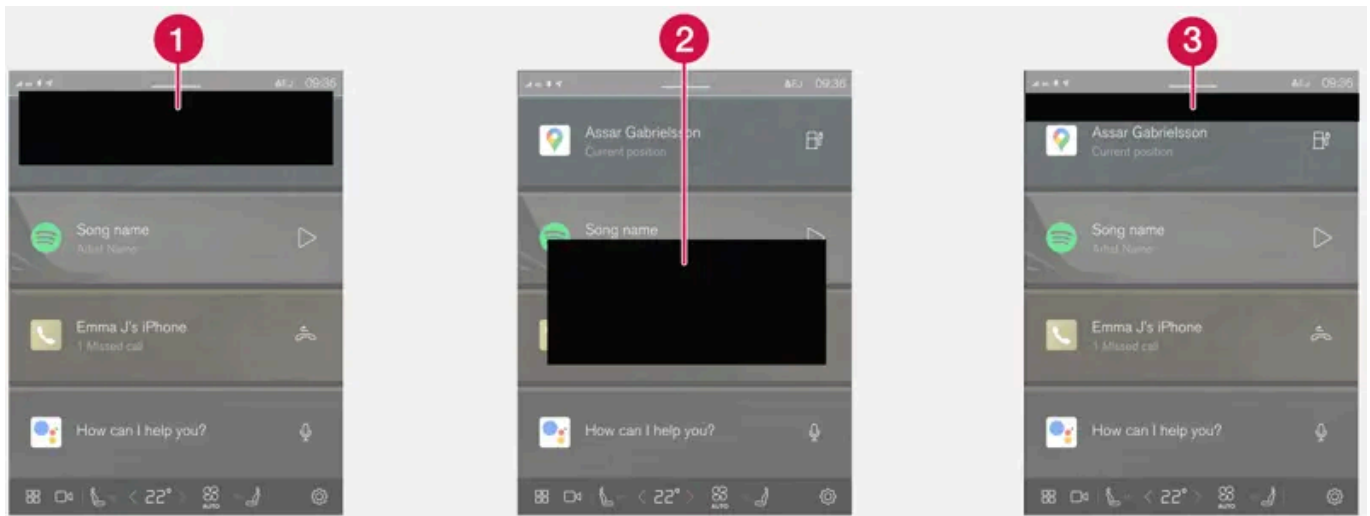 1
09:36
Song name
Artist Name
Emma J's iPhone
1 Missed call
How can I help you?
22°
AUTO
2
09:36
Assar Gabrielsson
Current position
Song name
How can I help you?
22°
AUTO
3
09:36
Assar Gabrielsson
Current position
Song name
Artist Name
Emma J's iPhone
1 Missed call
How can I help you?
22°
AUTO